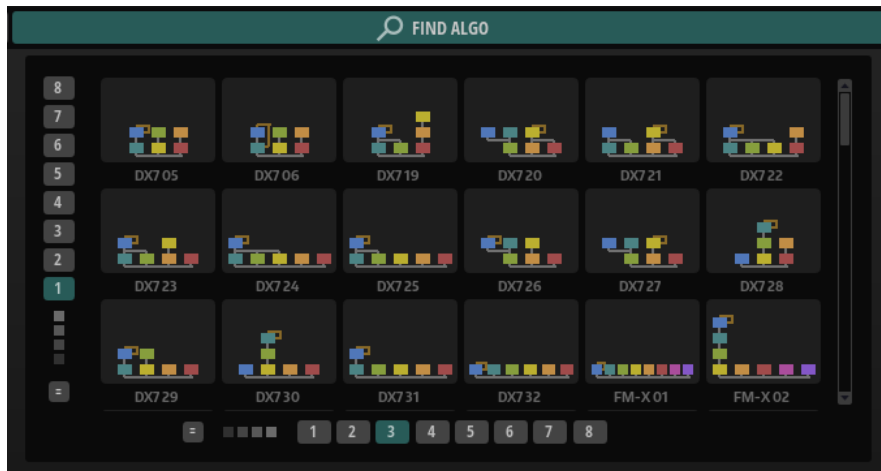 FIND ALGO
8
7
6
5
4
3
2
1
=
DX7 05 DX7 06 DX7 19 DX7 20 DX7 21 DX7 22
DX7 23 DX7 24 DX7 25 DX7 26 DX7 27 DX7 28
DX7 29 DX7 30 DX7 31 DX7 32 FM-X 01 FM-X 02
= 1 2 3 4 5 6 7 8